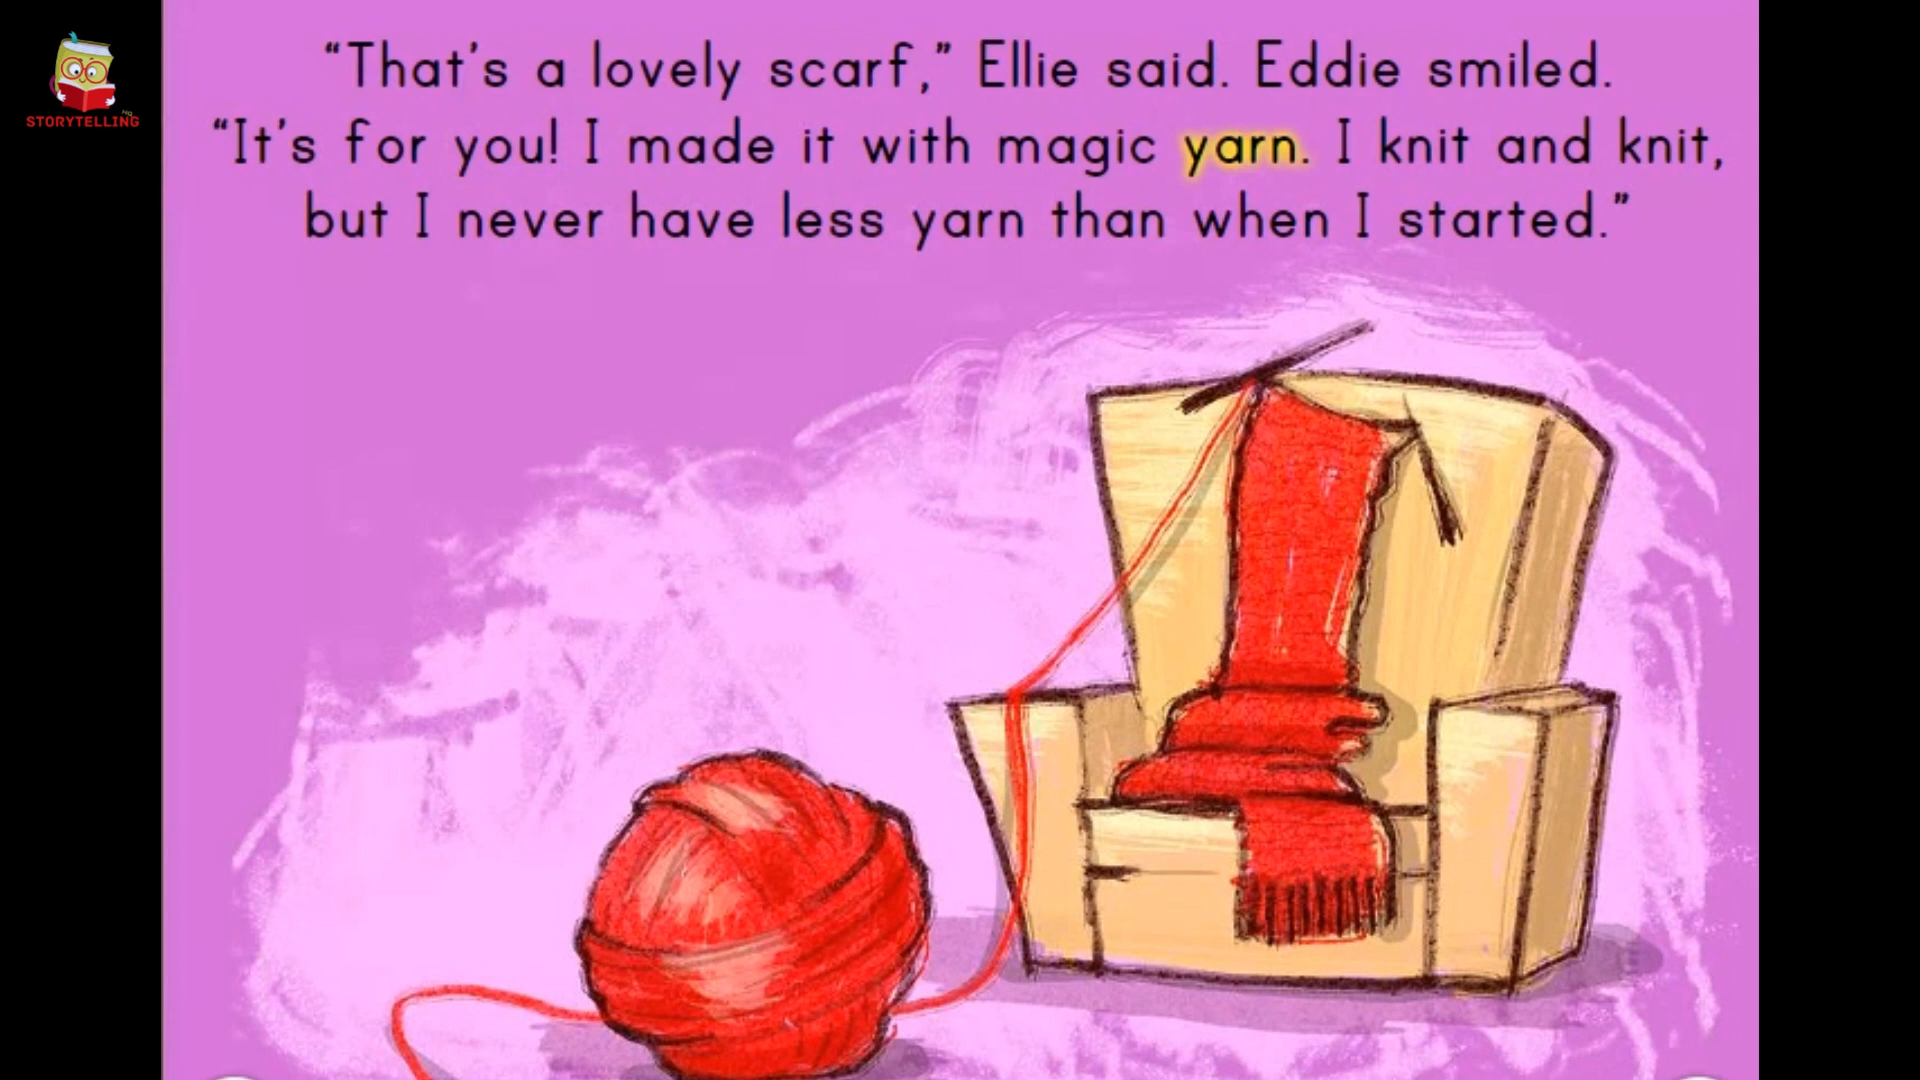 STORYTELLING
“That’s a lovely scarf,” Ellie said. Eddie smiled.
“It’s for you! I made it with magic yarn. I knit and knit,
but I never have less yarn than when I started.”